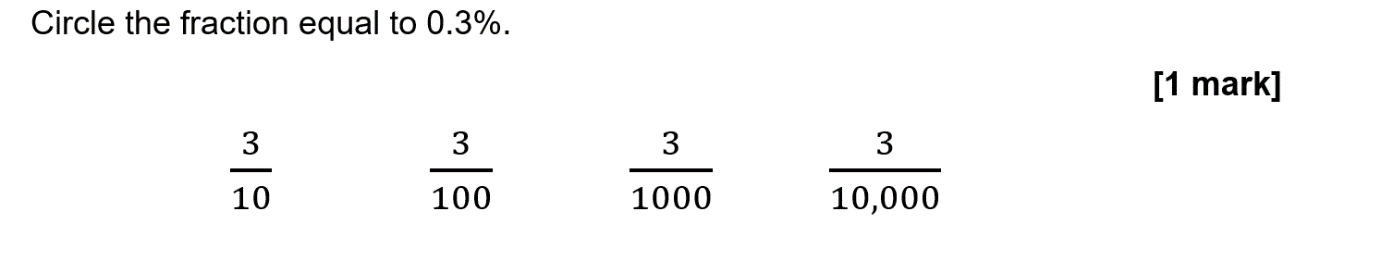 Circle the fraction equal to 0.3%.
[1 mark]
3 3 3 3
10 100 1000 10,000